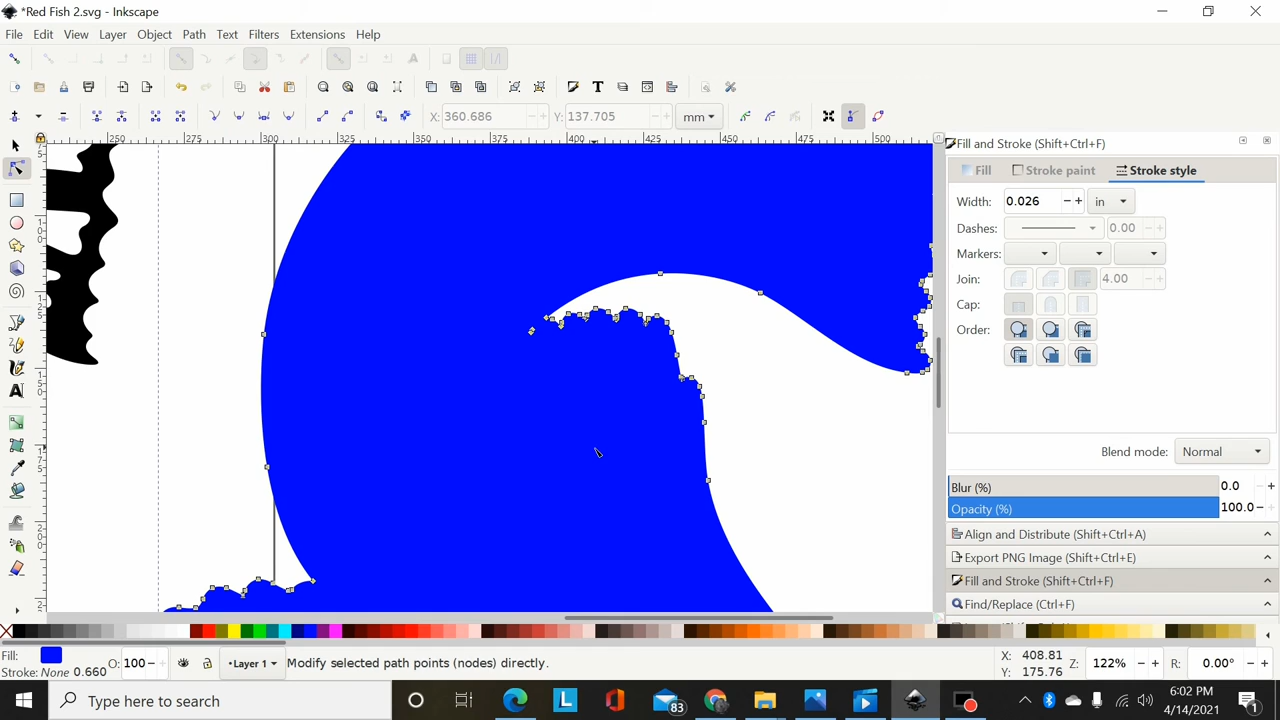 *Red Fish 2.svg - Inkscape
File Edit View Layer Object Path Text Filters Extensions Help
X: 360.686 Y: 137.705 mm
250 275 300 325 350 375 400 425 450 475 500
Fill and Stroke (Shift+Ctrl+F)
Fill Stroke paint Stroke style
Width: 0.026 in
Dashes: 0.00
Markers:
Join: 4.00
Cap:
Order:
Blend mode: Normal
Blur (%) 0.0
Opacity (%) 100.0
Align and Distribute (Shift+Ctrl+A)
Export PNG Image (Shift+Ctrl+E)
Fill and Stroke (Shift+Ctrl+F)
Find/Replace (Ctrl+F)
Fill: O: 100 Layer 1 Modify selected path points (nodes) directly. X: 408.81 Z: 122% R: 0.00°
Stroke: None 0.660 Y: 175.76
Type here to search 83 L 6:02 PM
4/14/2021 1